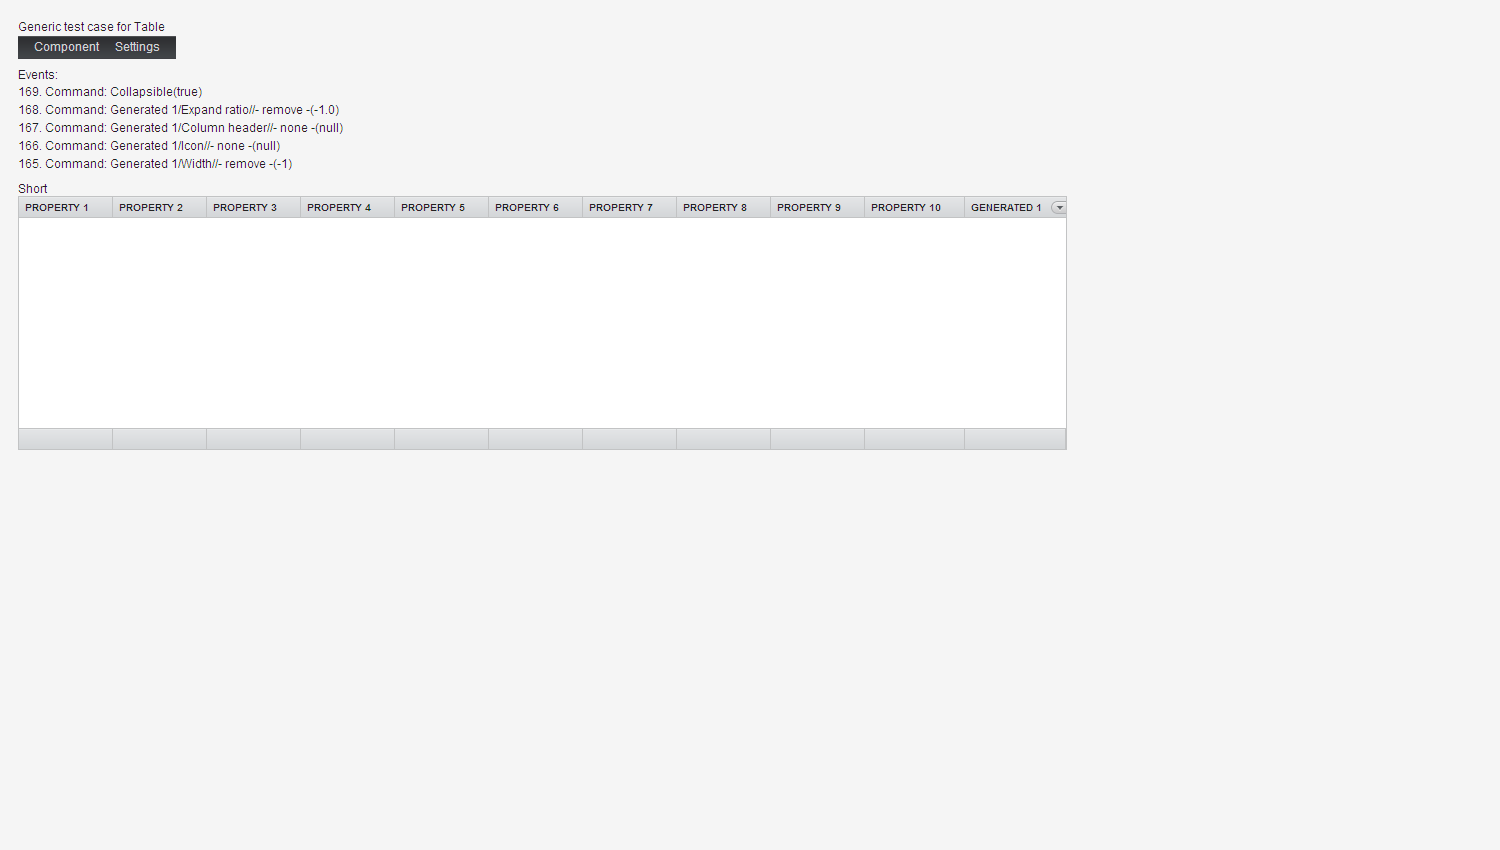 Generic test case for Table
Component Settings
Events:
169. Command: Collapsible(true)
168. Command: Generated 1/Expand ratio//- remove -(-1.0)
167. Command: Generated 1/Column header//- none -(null)
166. Command: Generated 1/Icon//- none -(null)
165. Command: Generated 1/Width//- remove -(-1)
Short
PROPERTY 1 PROPERTY 2 PROPERTY 3 PROPERTY 4 PROPERTY 5 PROPERTY 6 PROPERTY 7 PROPERTY 8 PROPERTY 9 PROPERTY 10 GENERATED 1